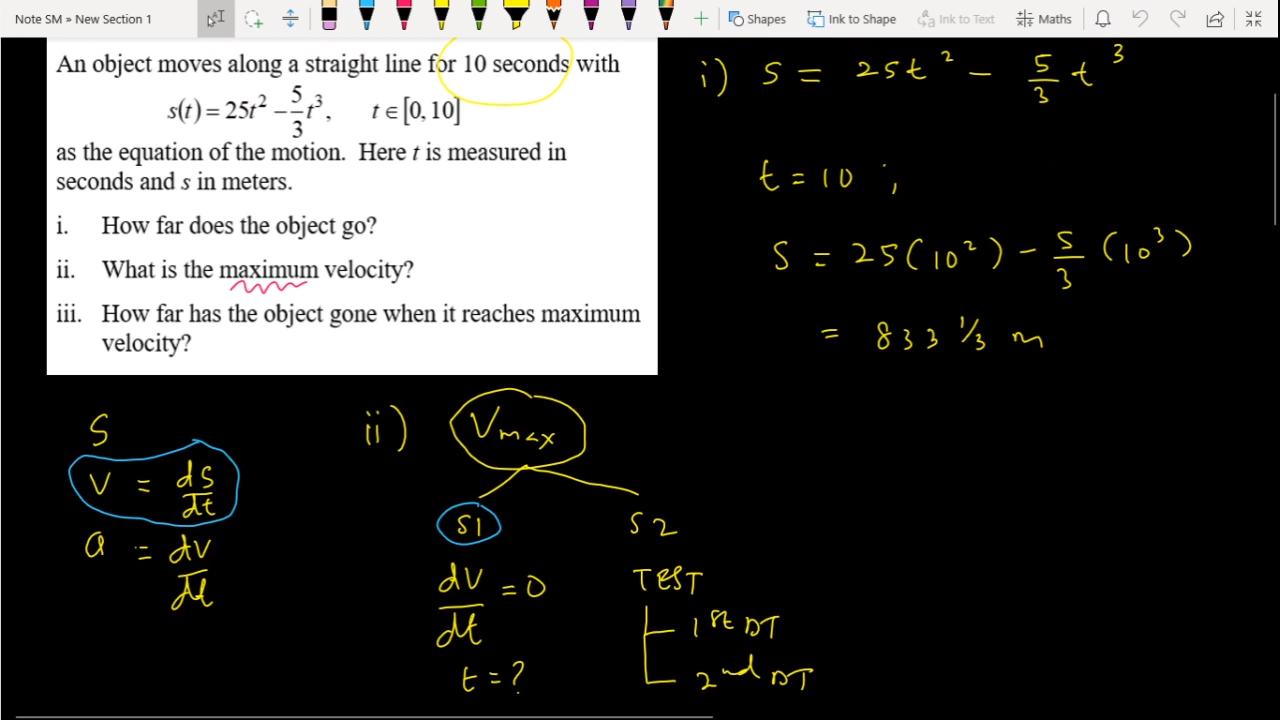 Note SM » New Section 1
Shapes
Ink to Shape
Ink to Text
Maths
An object moves along a straight line for 10 seconds with
s(t) = 25t² − 5/3 t³, t ∈ [0, 10]
as the equation of the motion. Here t is measured in
seconds and s in meters.
i. How far does the object go?
ii. What is the maximum velocity?
iii. How far has the object gone when it reaches maximum
velocity?
i) S = 25t² − 5/3 t³
t = 10 ;
S = 25(10²) − 5/3 (10³)
= 833 1/3 m
S
V = ds/dt
a = dv/dt
ii) Vmax
S1
S2
dv/dt = 0
t = ?
TEST
1st DT
2nd DT